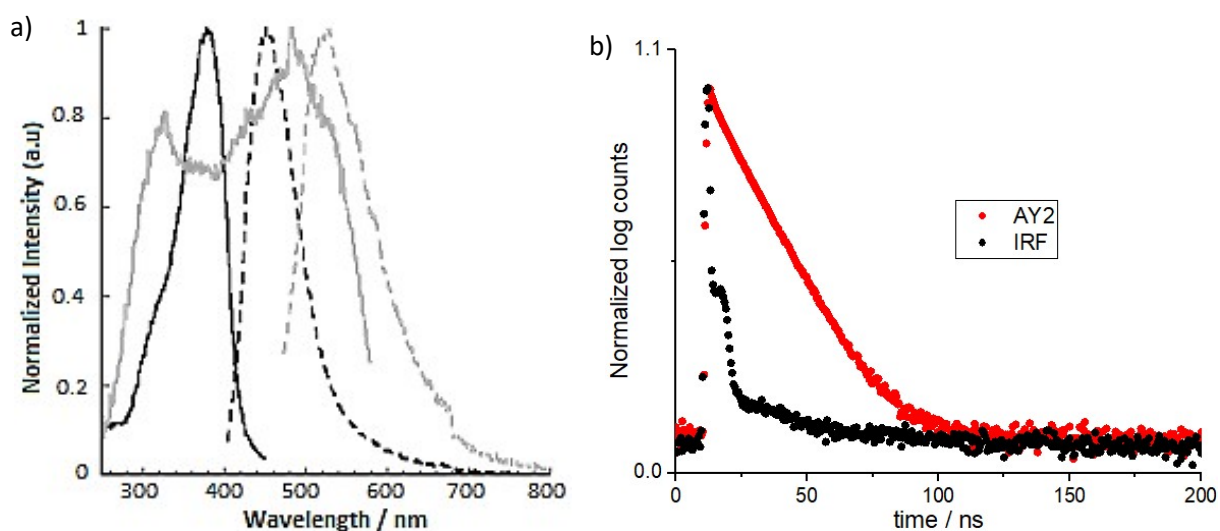 a)
Normalized Intensity (a.u)
1
0.8
0.6
0.4
0.2
0
300 400 500 600 700 800
Wavelength / nm
b)
Normalized log counts
1.1
0.0
AY2
IRF
0 50 100 150 200
time / ns